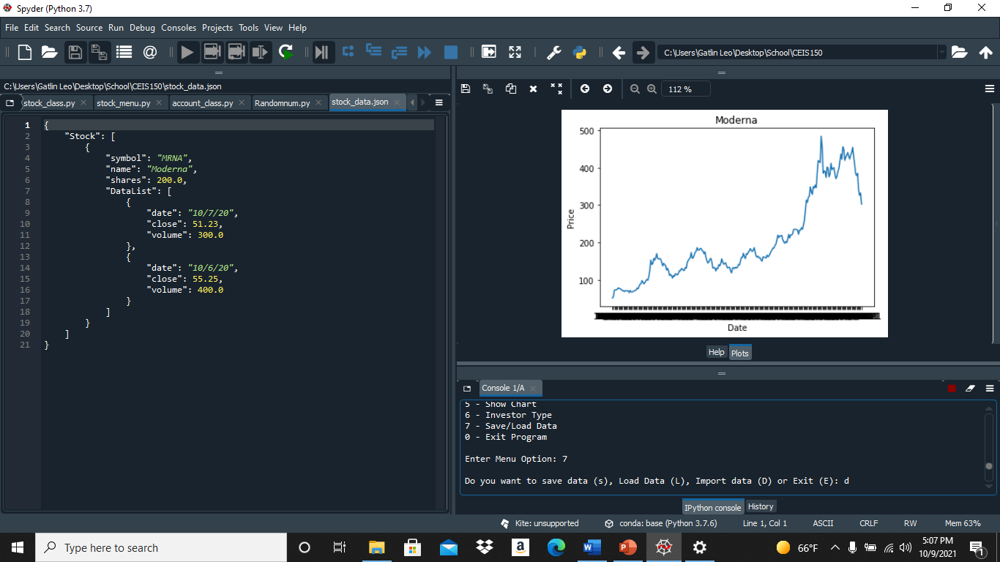 Spyder (Python 3.7)
File Edit Search Source Run Debug Consoles Projects Tools View Help
C:\Users\Gatlin Leo\Desktop\School\CEIS150
C:\Users\Gatlin Leo\Desktop\School\CEIS150\stock_data.json
stock_class.py stock_menu.py account_class.py Randomnum.py stock_data.json
1 {
2 "Stock": [
3 {
4 "symbol": "MRNA",
5 "name": "Moderna",
6 "shares": 200.0,
7 "DataList": [
8 {
9 "date": "10/7/20",
10 "close": 51.23,
11 "volume": 300.0
12 },
13 {
14 "date": "10/6/20",
15 "close": 55.25,
16 "volume": 400.0
17 }
18 ]
19 }
20 ]
21 }
112 %
Moderna
500
400
300
200
100
Price
Date
Help Plots
Console 1/A
5 - Show Chart
6 - Investor Type
7 - Save/Load Data
0 - Exit Program
Enter Menu Option: 7
Do you want to save data (s), Load Data (L), Import data (D) or Exit (E): d
IPython console History
Kite: unsupported conda: base (Python 3.7.6) Line 1, Col 1 ASCII CRLF RW Mem 63%
Type here to search
66°F
5:07 PM
10/9/2021
1